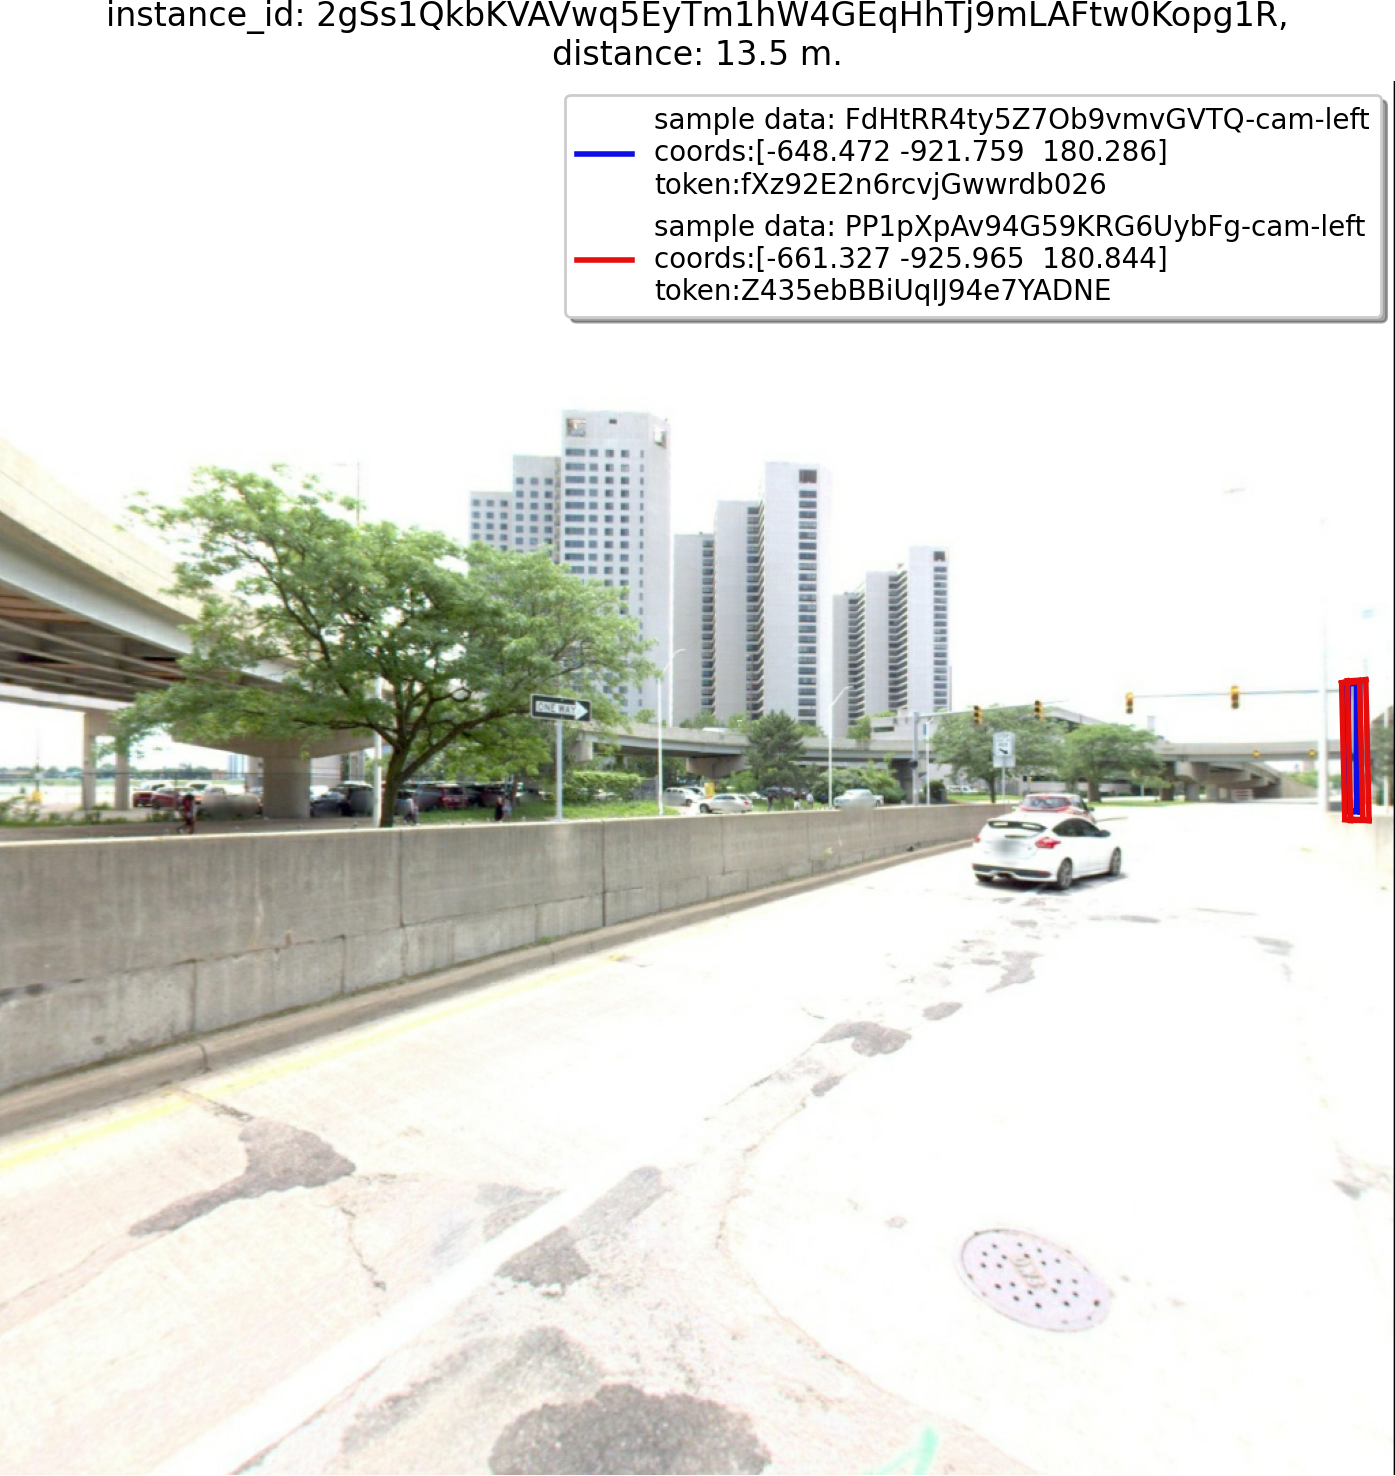 instance_id: 2gSs1QkbKVAVwq5EyTm1hW4GEqHhTj9mLAFtw0Kopg1R,
distance: 13.5 m.
sample data: FdHtRR4ty5Z7Ob9vmvGVTQ-cam-left
coords:[-648.472 -921.759  180.286]
token:fXz92E2n6rcvjGwwrdb026
sample data: PP1pXpAv94G59KRG6UybFg-cam-left
coords:[-661.327 -925.965  180.844]
token:Z435ebBBiUqIJ94e7YADNE
ONE WAY